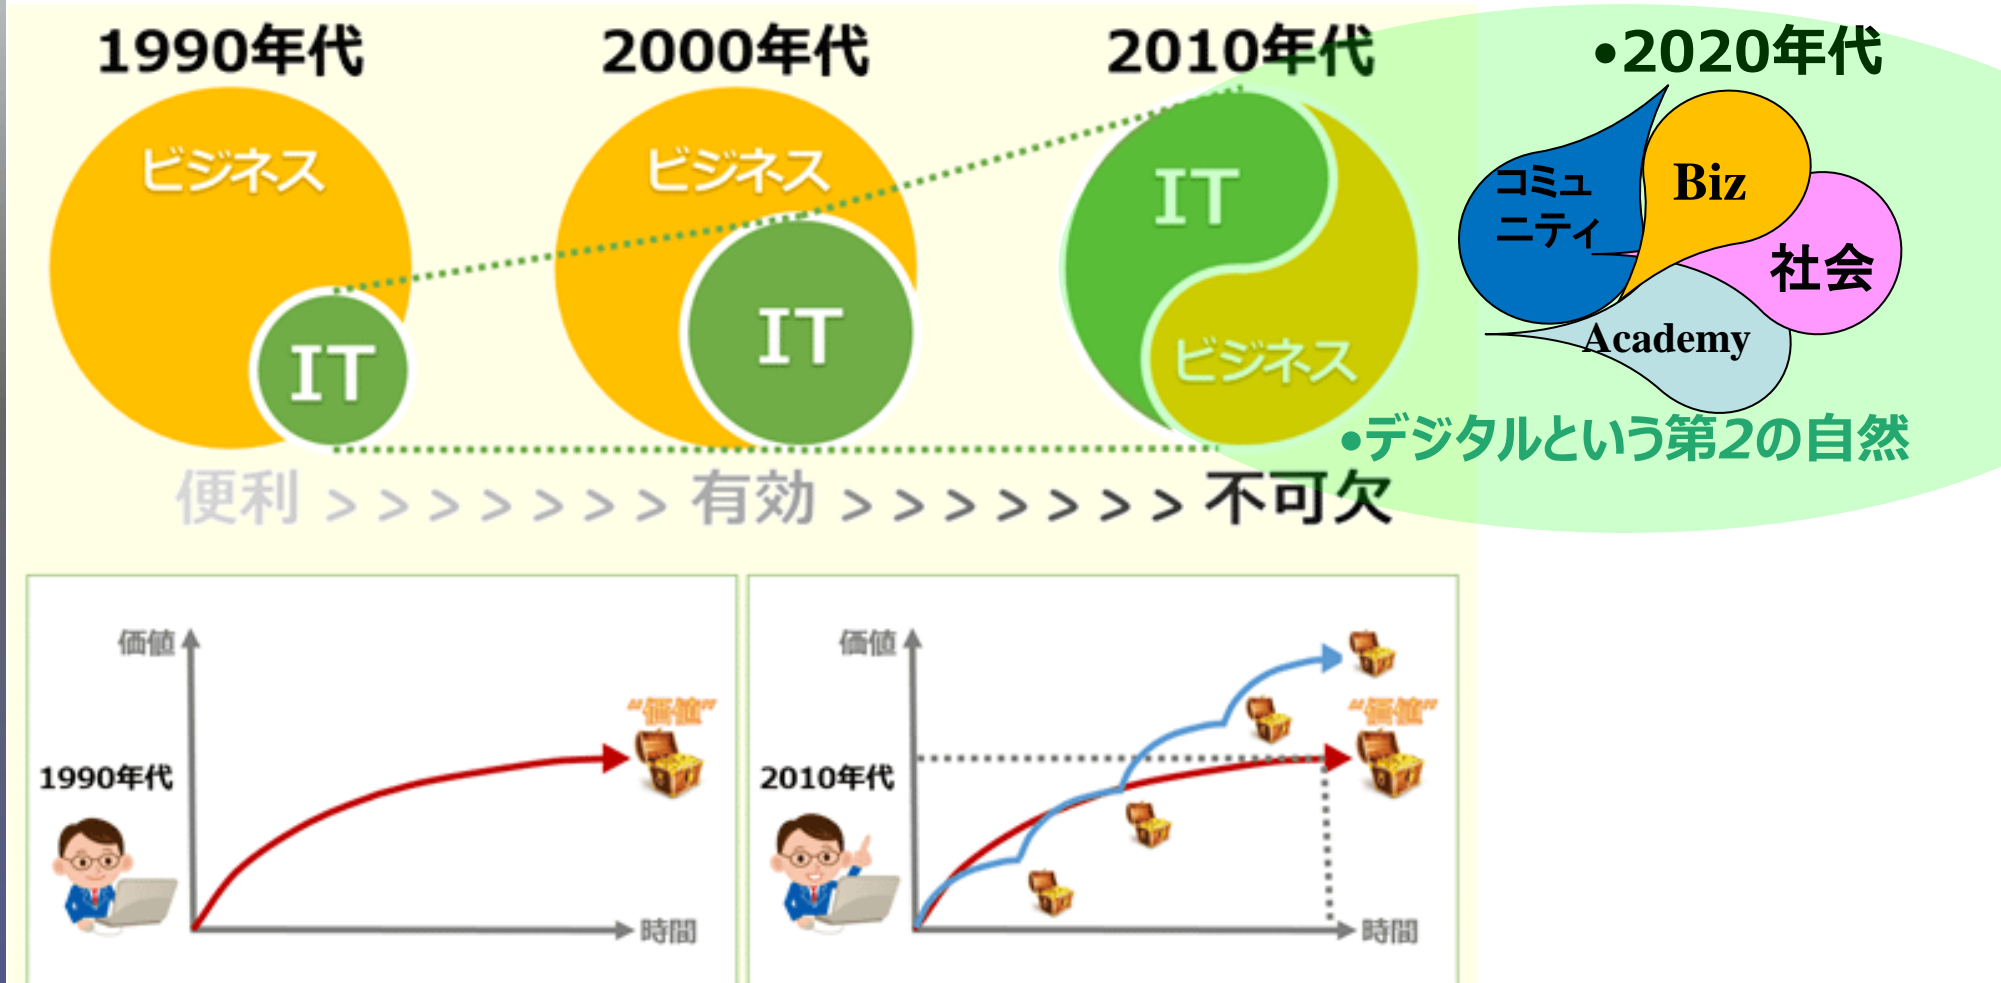 1990年代
2000年代
2010年代
•2020年代
ビジネス
IT
ビジネス
IT
IT
ビジネス
コミュ
ニティ
Biz
社会
Academy
•デジタルという第2の自然
便利 > > > > > > > 有効 > > > > > > > 不可欠
価値
“価値”
1990年代
時間
価値
“価値”
2010年代
時間